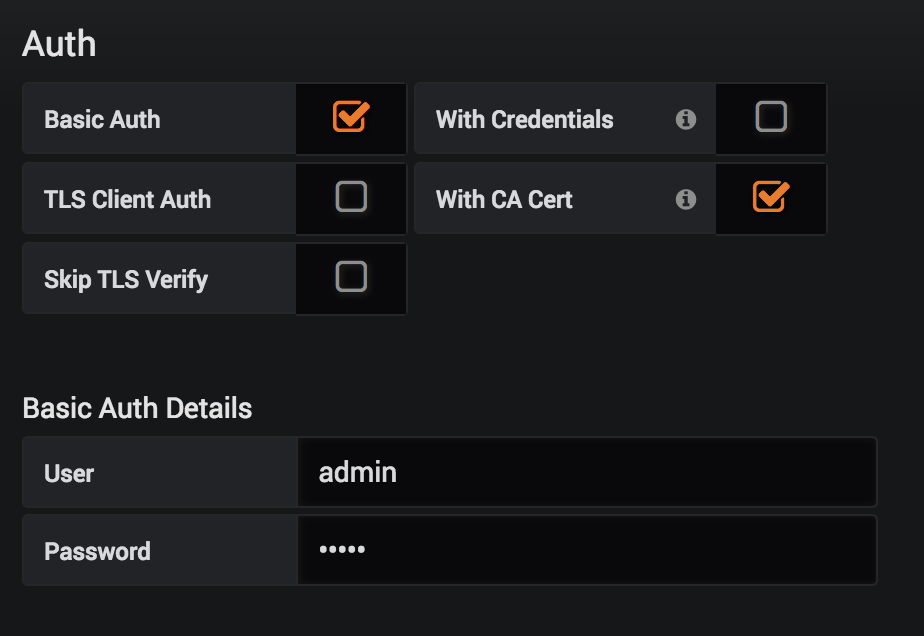 Auth
Basic Auth
With Credentials
TLS Client Auth
With CA Cert
Skip TLS Verify
Basic Auth Details
User
admin
Password
•••••